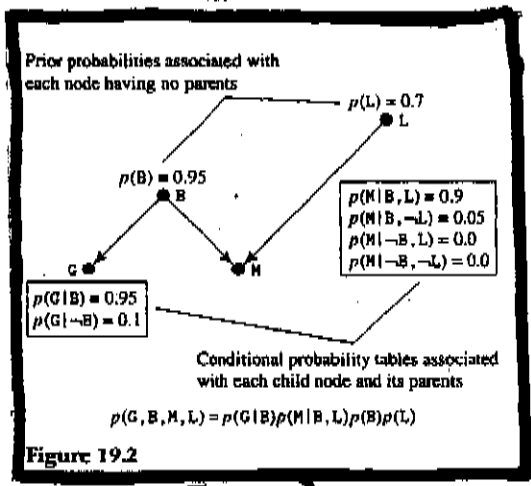 Prior probabilities associated with
each node having no parents
p(L) = 0.7
L
p(B) = 0.95
B
p(M|B,L) = 0.9
p(M|B,¬L) = 0.05
p(M|¬B,L) = 0.0
p(M|¬B,¬L) = 0.0
G
M
p(G|B) = 0.95
p(G|¬B) = 0.1
Conditional probability tables associated
with each child node and its parents
p(G,B,M,L) = p(G|B)p(M|B,L)p(B)p(L)
Figure 19.2